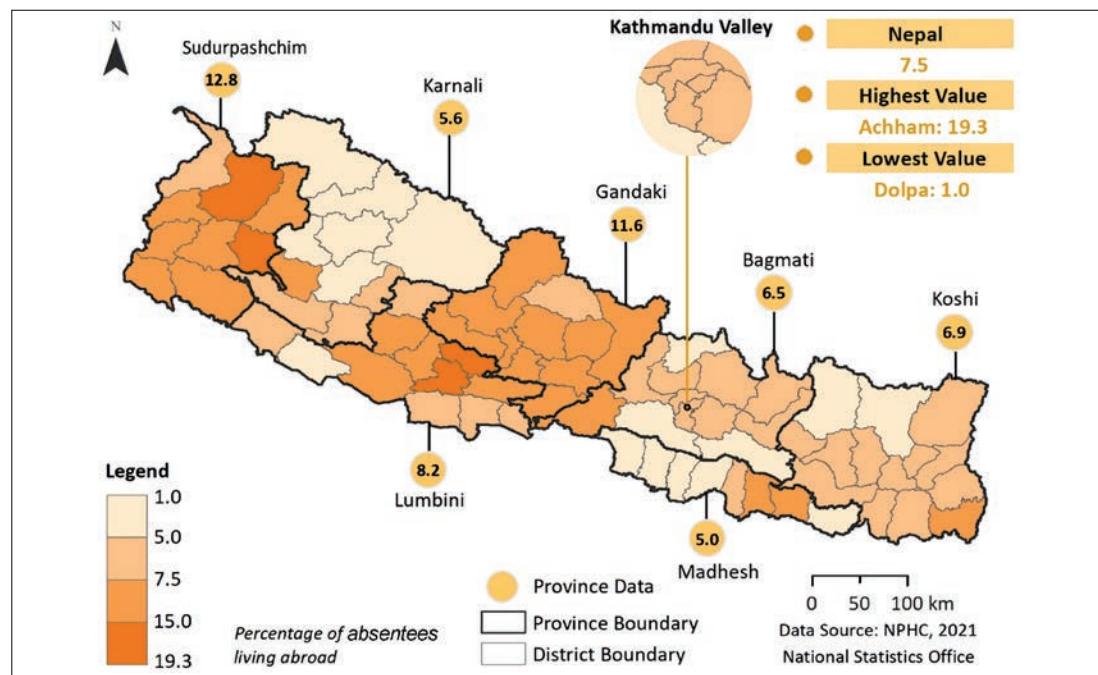 N
Sudurpashchim
12.8
Karnali
5.6
Kathmandu Valley
Gandaki
11.6
Bagmati
6.5
Koshi
6.9
Nepal
7.5
Highest Value
Achham: 19.3
Lowest Value
Dolpa: 1.0
8.2
Lumbini
5.0
Madhesh
Legend
1.0
5.0
7.5
15.0
19.3
Percentage of absentees
living abroad
Province Data
Province Boundary
District Boundary
0 50 100 km
Data Source: NPHC, 2021
National Statistics Office